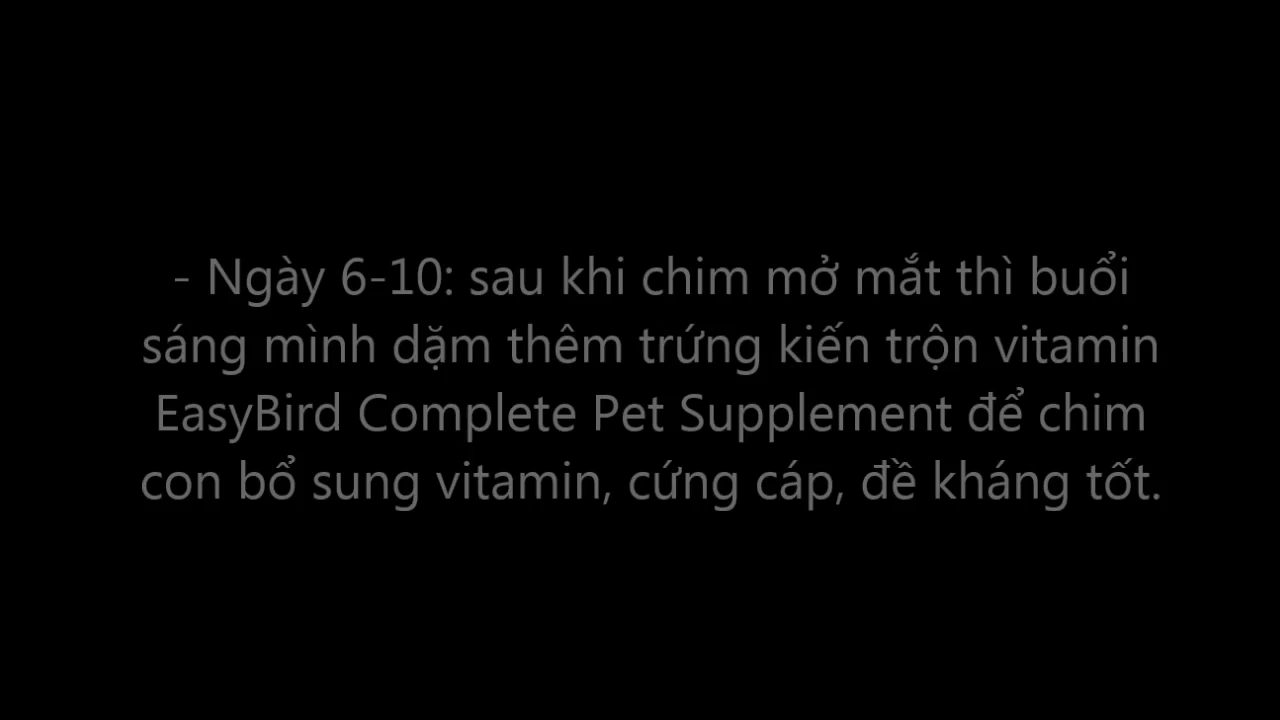 - Ngày 6-10: sau khi chim mở mắt thì buổi
sáng mình dặm thêm trứng kiến trộn vitamin
EasyBird Complete Pet Supplement để chim
con bổ sung vitamin, cứng cáp, đề kháng tốt.